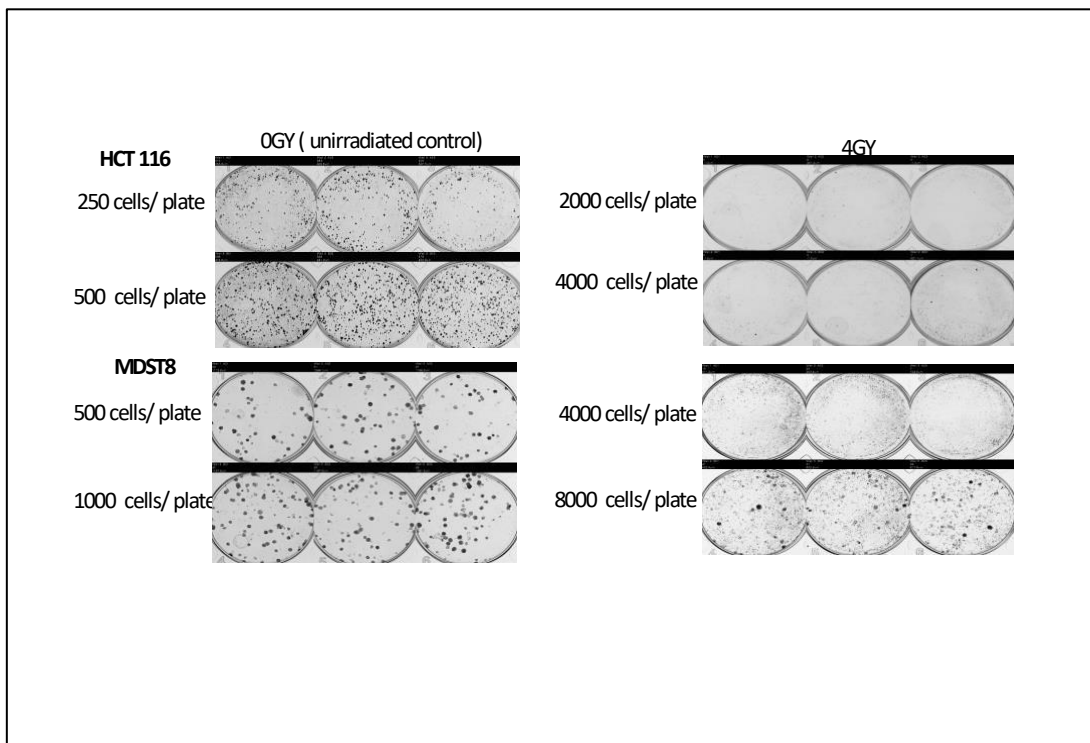 0GY ( unirradiated control)
4GY
HCT 116
250 cells/ plate
2000 cells/ plate
500 cells/ plate
4000 cells/ plate
MDST8
500 cells/ plate
4000 cells/ plate
1000 cells/ plate
8000 cells/ plate